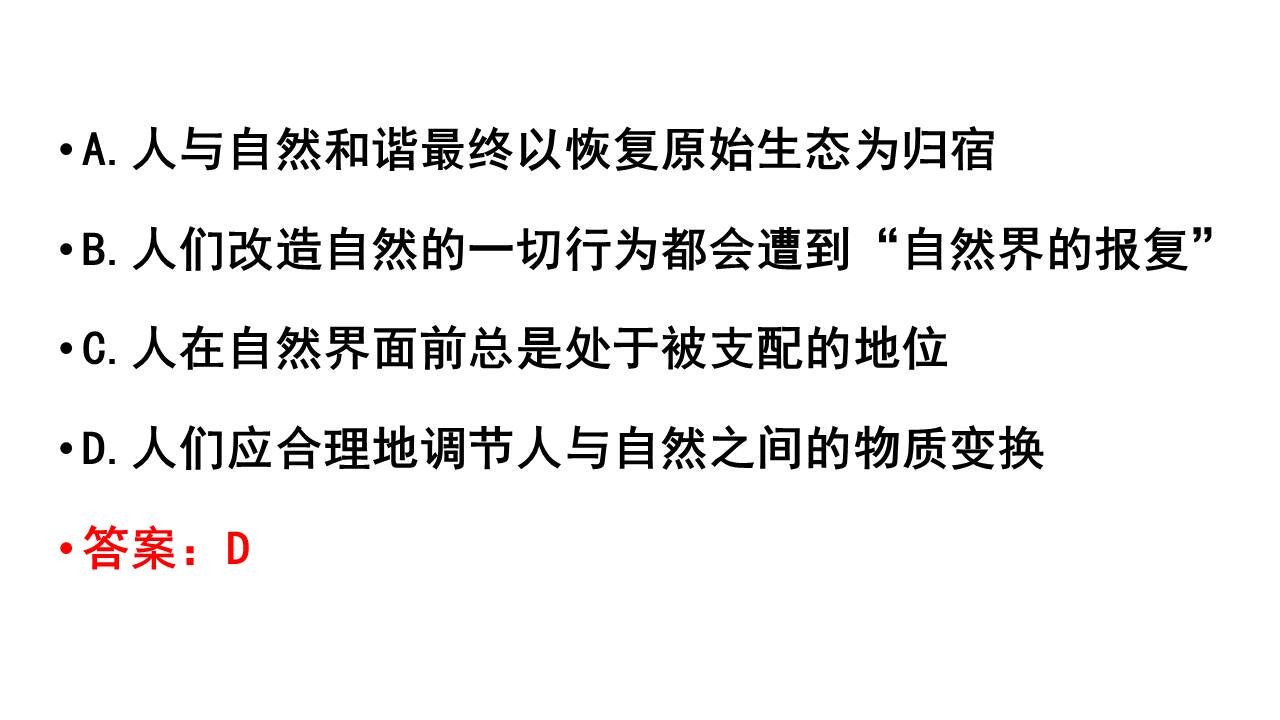 •A.人与自然和谐最终以恢复原始生态为归宿
•B.人们改造自然的一切行为都会遭到“自然界的报复”
•C.人在自然界面前总是处于被支配的地位
•D.人们应合理地调节人与自然之间的物质变换
•答案：D